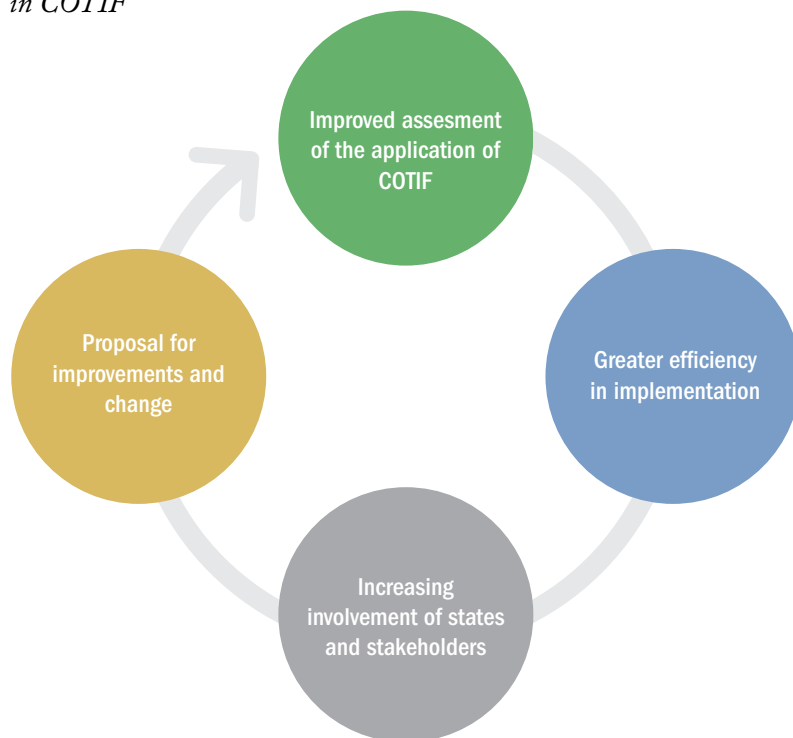 in COTIF
Improved assesment
of the application of
COTIF
Greater efficiency
in implementation
Increasing
involvement of states
and stakeholders
Proposal for
improvements and
change